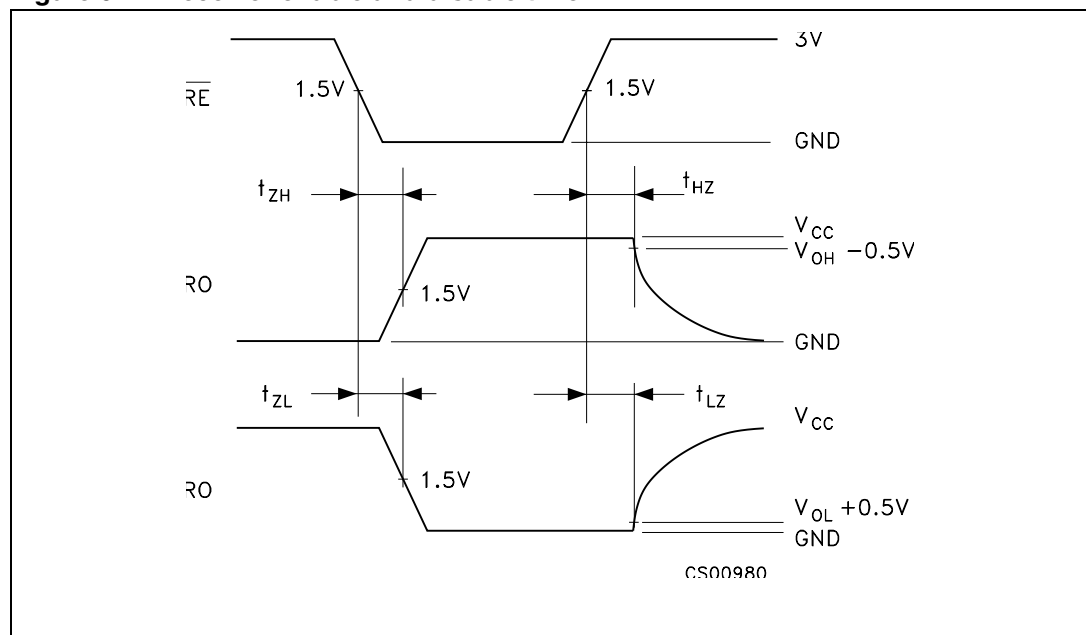 3V
1.5V
1.5V
R̅E̅
GND
tZH
tHZ
VCC
VOH −0.5V
RO
1.5V
GND
tZL
tLZ
VCC
1.5V
RO
VOL +0.5V
GND
CS00980